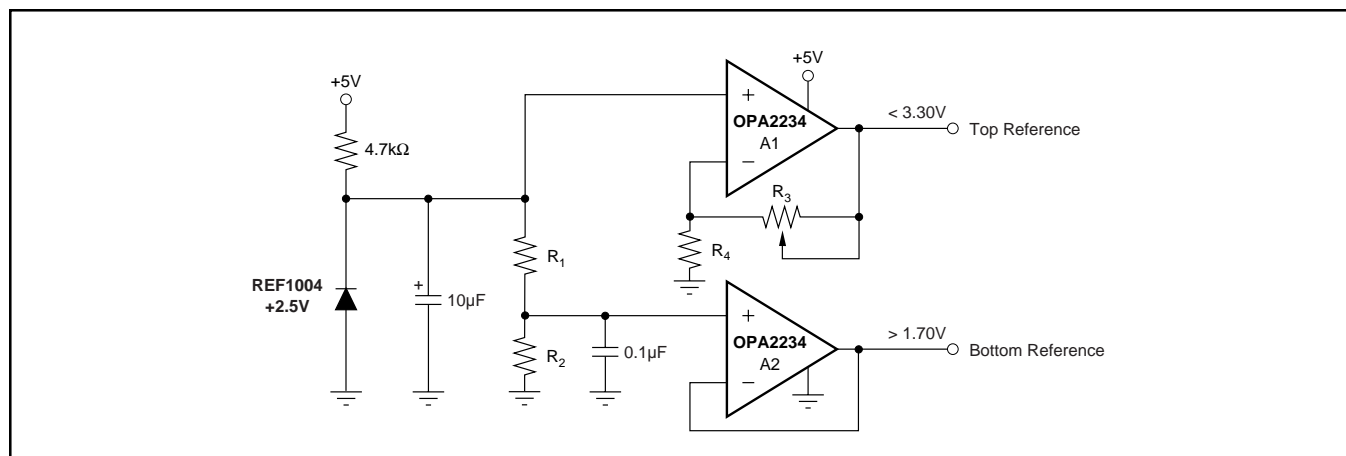 +5V
4.7kΩ
REF1004
+2.5V
+
10µF
R1
R2
0.1µF
+
OPA2234
A1
−
+5V
R3
R4
< 3.30V
Top Reference
+
OPA2234
A2
−
> 1.70V
Bottom Reference